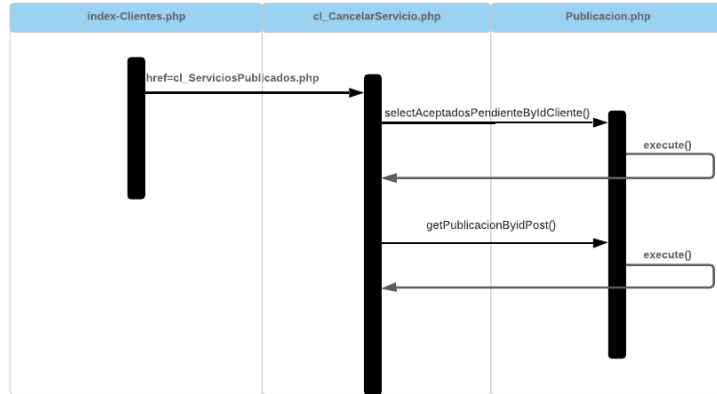 index-Clientes.php
cl_CancelarServicio.php
Publicacion.php
href=cl_ServiciosPublicados.php
selectAceptadosPendienteByIdCliente()
execute()
getPublicacionByidPost()
execute()